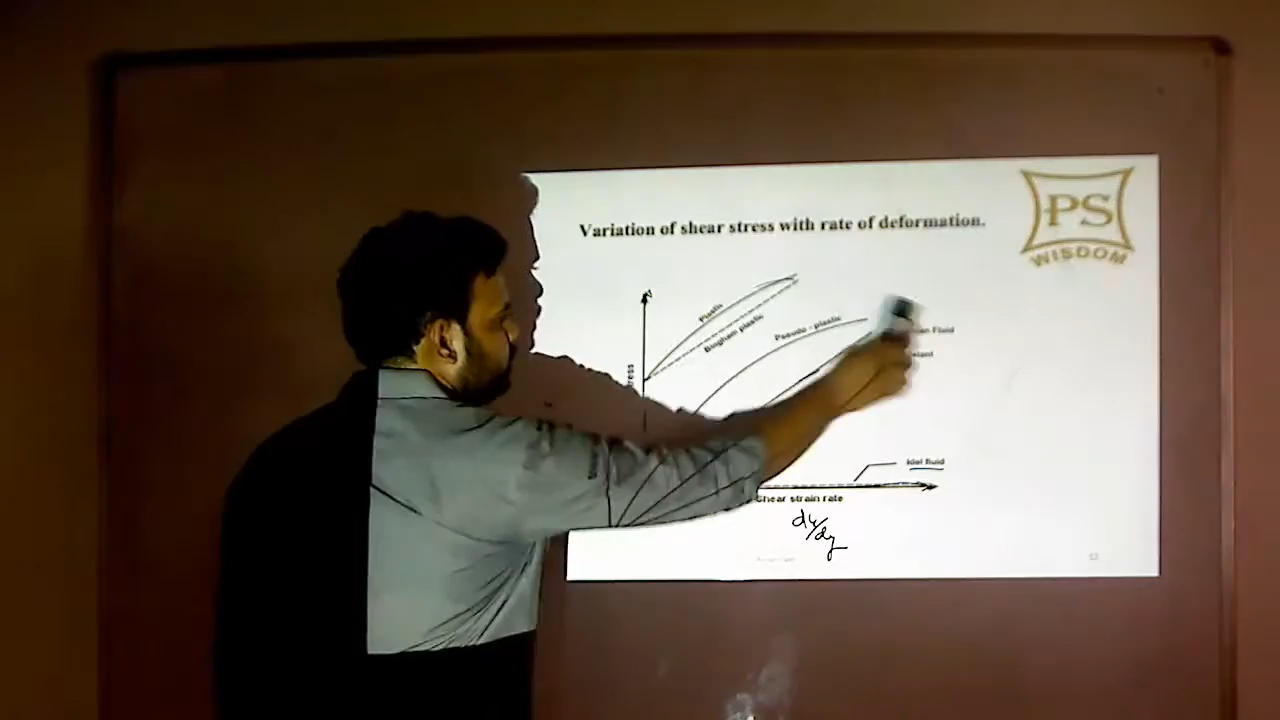 PS
WISDOM
Variation of shear stress with rate of deformation.
Plastic
Bingham plastic
Pseudo - plastic
Fluid
Idel fluid
Shear strain rate
du/dy